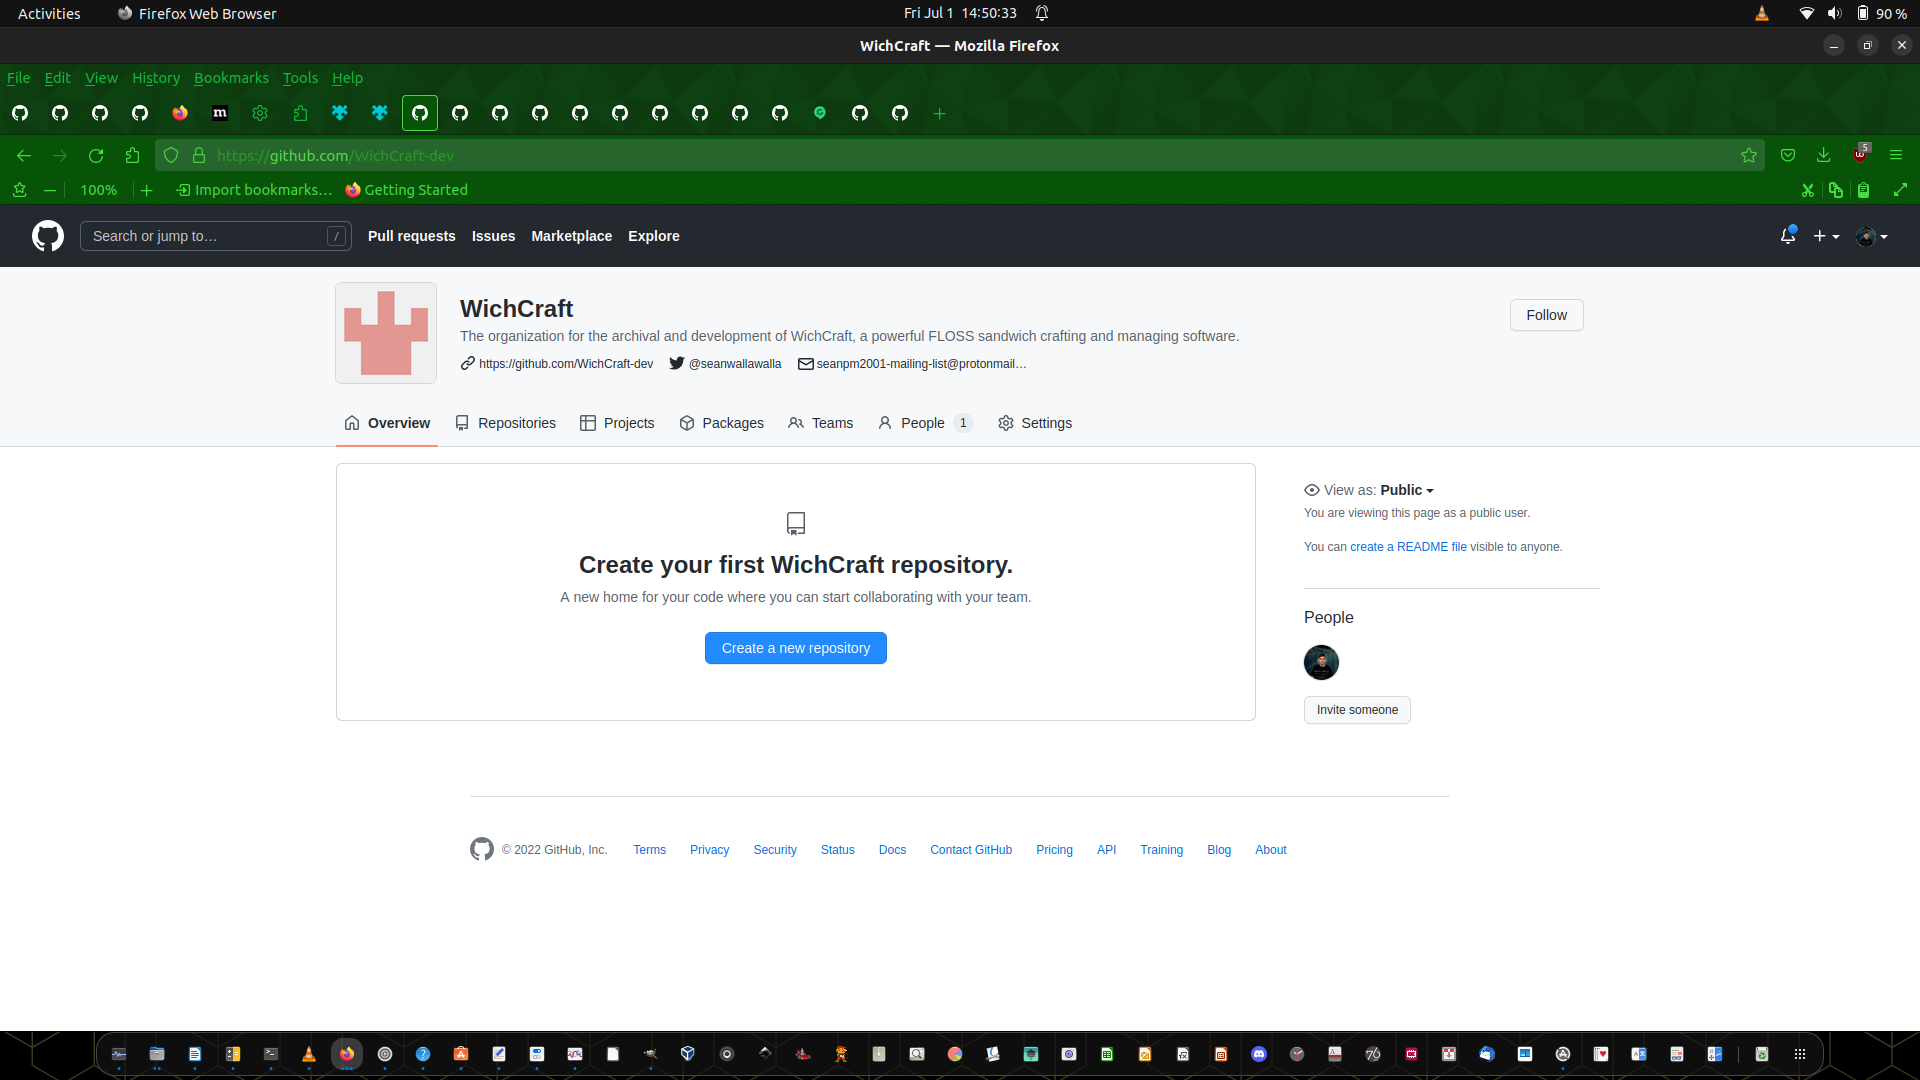 Activities Firefox Web Browser Fri Jul 1 14:50:33 90 %
WichCraft — Mozilla Firefox
File Edit View History Bookmarks Tools Help
m
https://github.com/WichCraft-dev 5
100% Import bookmarks… Getting Started
Search or jump to… / Pull requests Issues Marketplace Explore
WichCraft
Follow
The organization for the archival and development of WichCraft, a powerful FLOSS sandwich crafting and managing software.
https://github.com/WichCraft-dev @seanwallawalla seanpm2001-mailing-list@protonmail…
Overview Repositories Projects Packages Teams People 1 Settings
View as: Public
You are viewing this page as a public user.
You can create a README file visible to anyone.
Create your first WichCraft repository.
A new home for your code where you can start collaborating with your team.
Create a new repository
People
Invite someone
© 2022 GitHub, Inc. Terms Privacy Security Status Docs Contact GitHub Pricing API Training Blog About